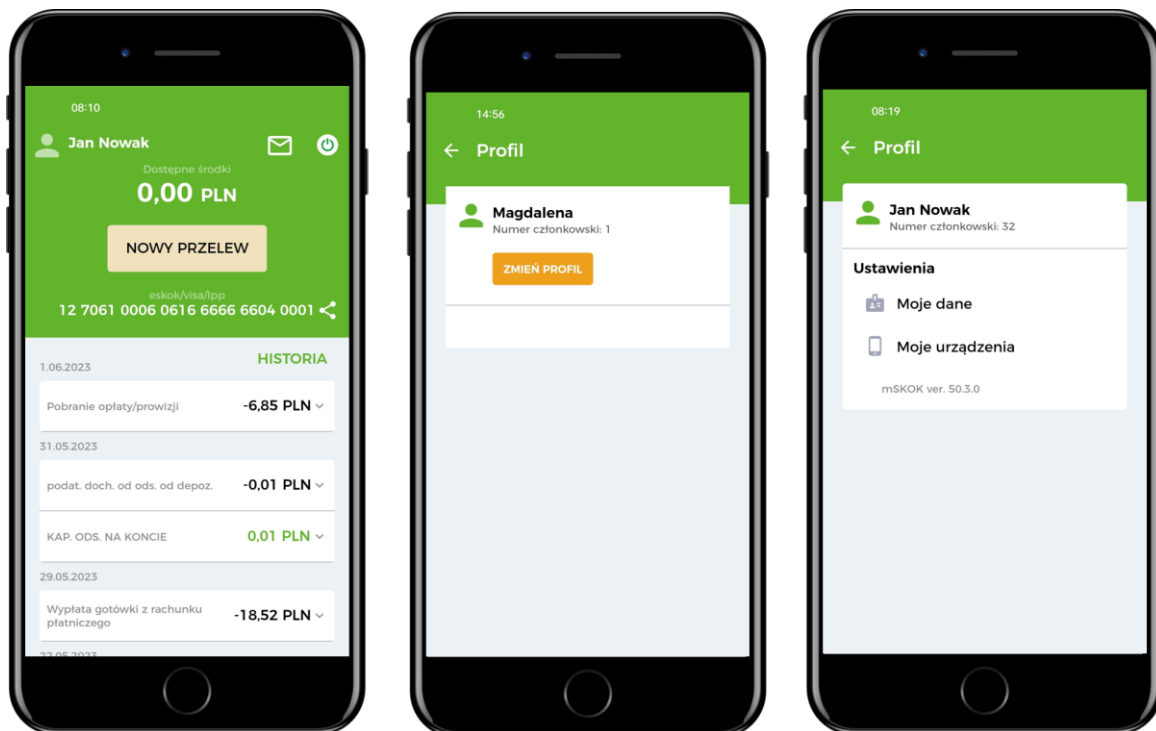 08:10
Jan Nowak
Dostępne środki
0,00 PLN
NOWY PRZELEW
eskok/visa/lpp
12 7061 0006 0616 6666 6604 0001
HISTORIA
1.06.2023
Pobranie opłaty/prowizji -6,85 PLN
31.05.2023
podat. doch. od ods. od depoz. -0,01 PLN
KAP. ODS. NA KONCIE 0,01 PLN
29.05.2023
Wypłata gotówki z rachunku
płatniczego -18,52 PLN
22.05.2023
14:56
Profil
Magdalena
Numer członkowski: 1
ZMIEŃ PROFIL
08:19
Profil
Jan Nowak
Numer członkowski: 32
Ustawienia
Moje dane
Moje urządzenia
mSKOK ver. 50.3.0